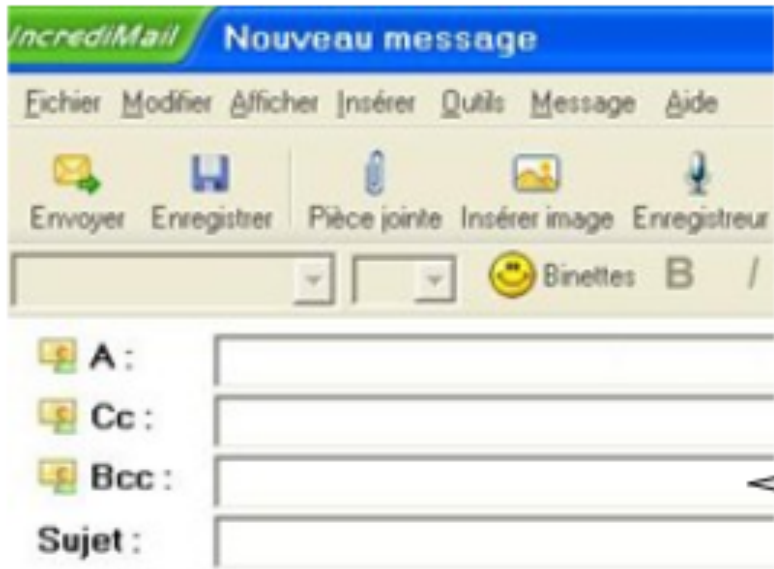 IncrediMail Nouveau message
Fichier Modifier Afficher Insérer Outils Message Aide
Envoyer Enregistrer Pièce jointe Insérer image Enregistreur
Binettes B I
A :
Cc :
Bcc :
Sujet :